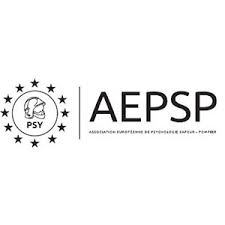 PSY
AEPSP
ASSOCIATION EUROPÉENNE DE PSYCHOLOGIE SAPEUR - POMPIER